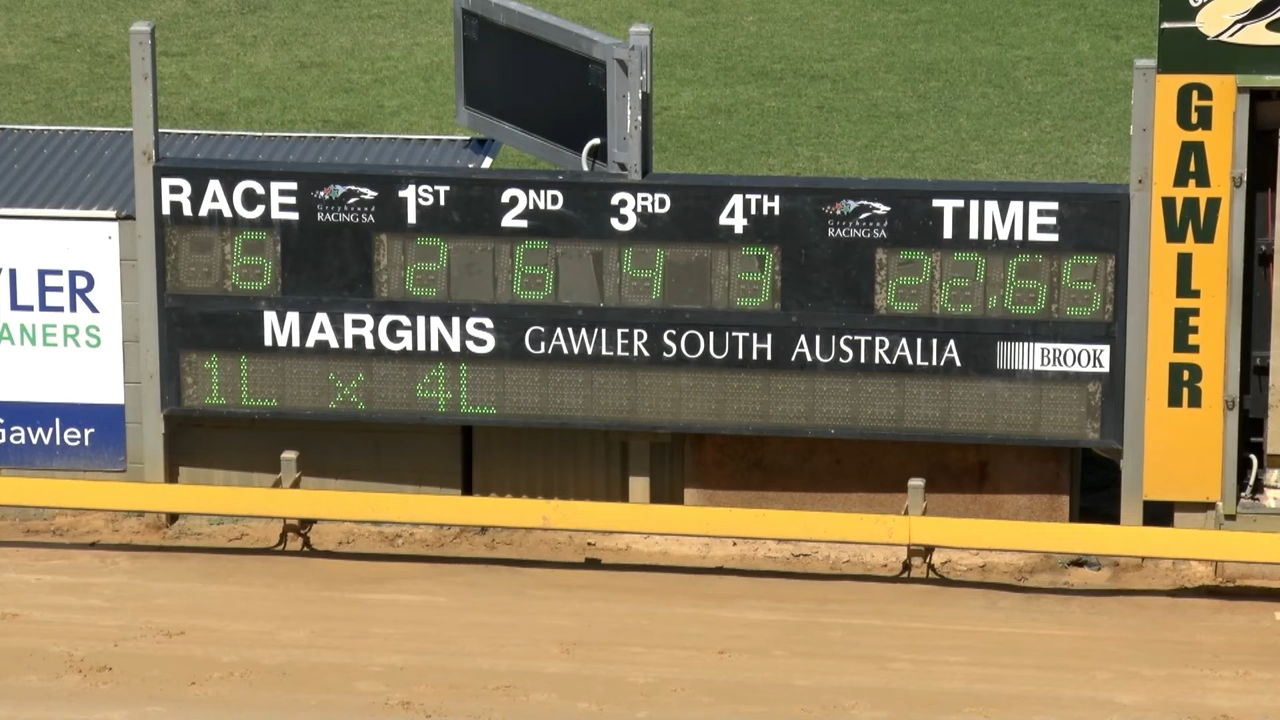 RACE Greyhound RACING SA 1ST 2ND 3RD 4TH Greyhound RACING SA TIME
6 2 6 4 3 22.65
MARGINS GAWLER SOUTH AUSTRALIA BROOK
1L x 4L
LER
ANERS
Gawler
GAWLER